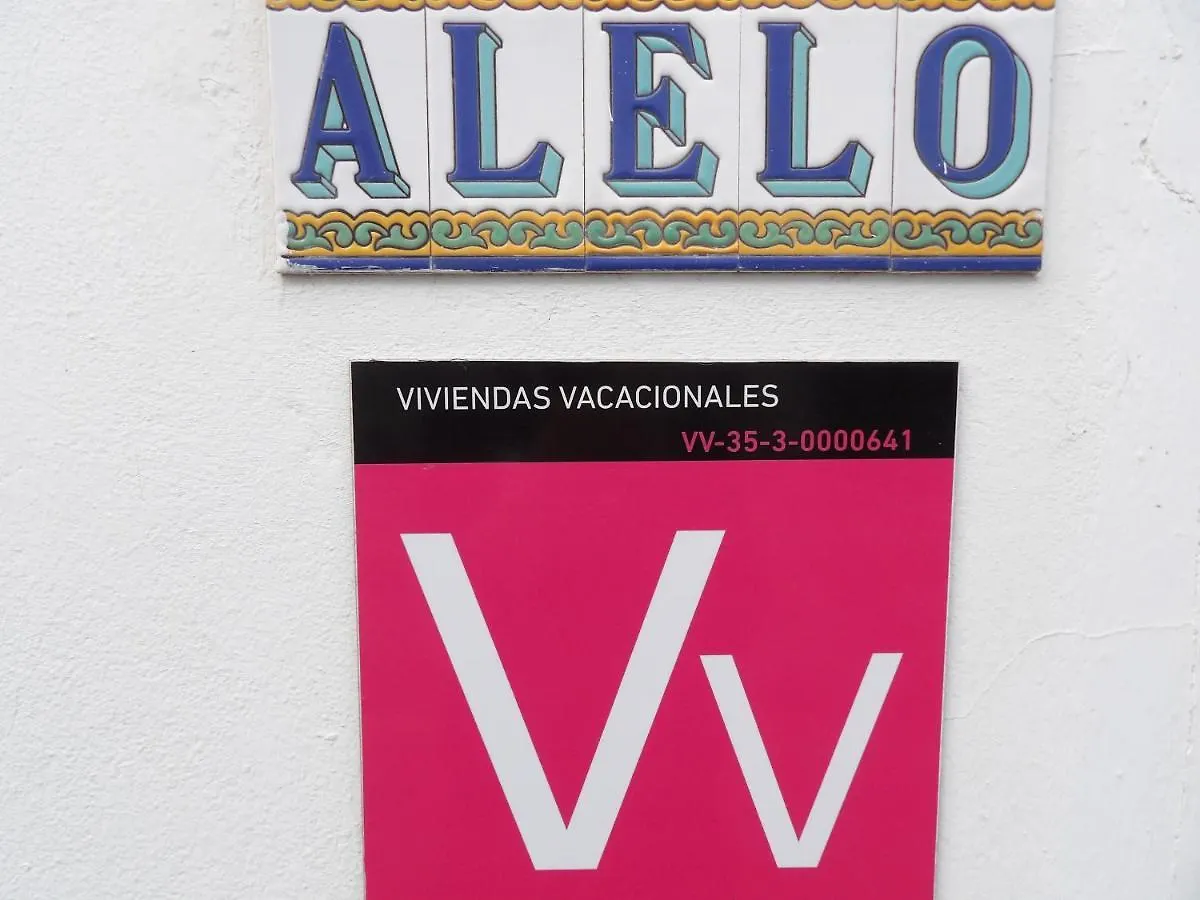 ALELO
VIVIENDAS VACACIONALES
VV-35-3-0000641
Vv